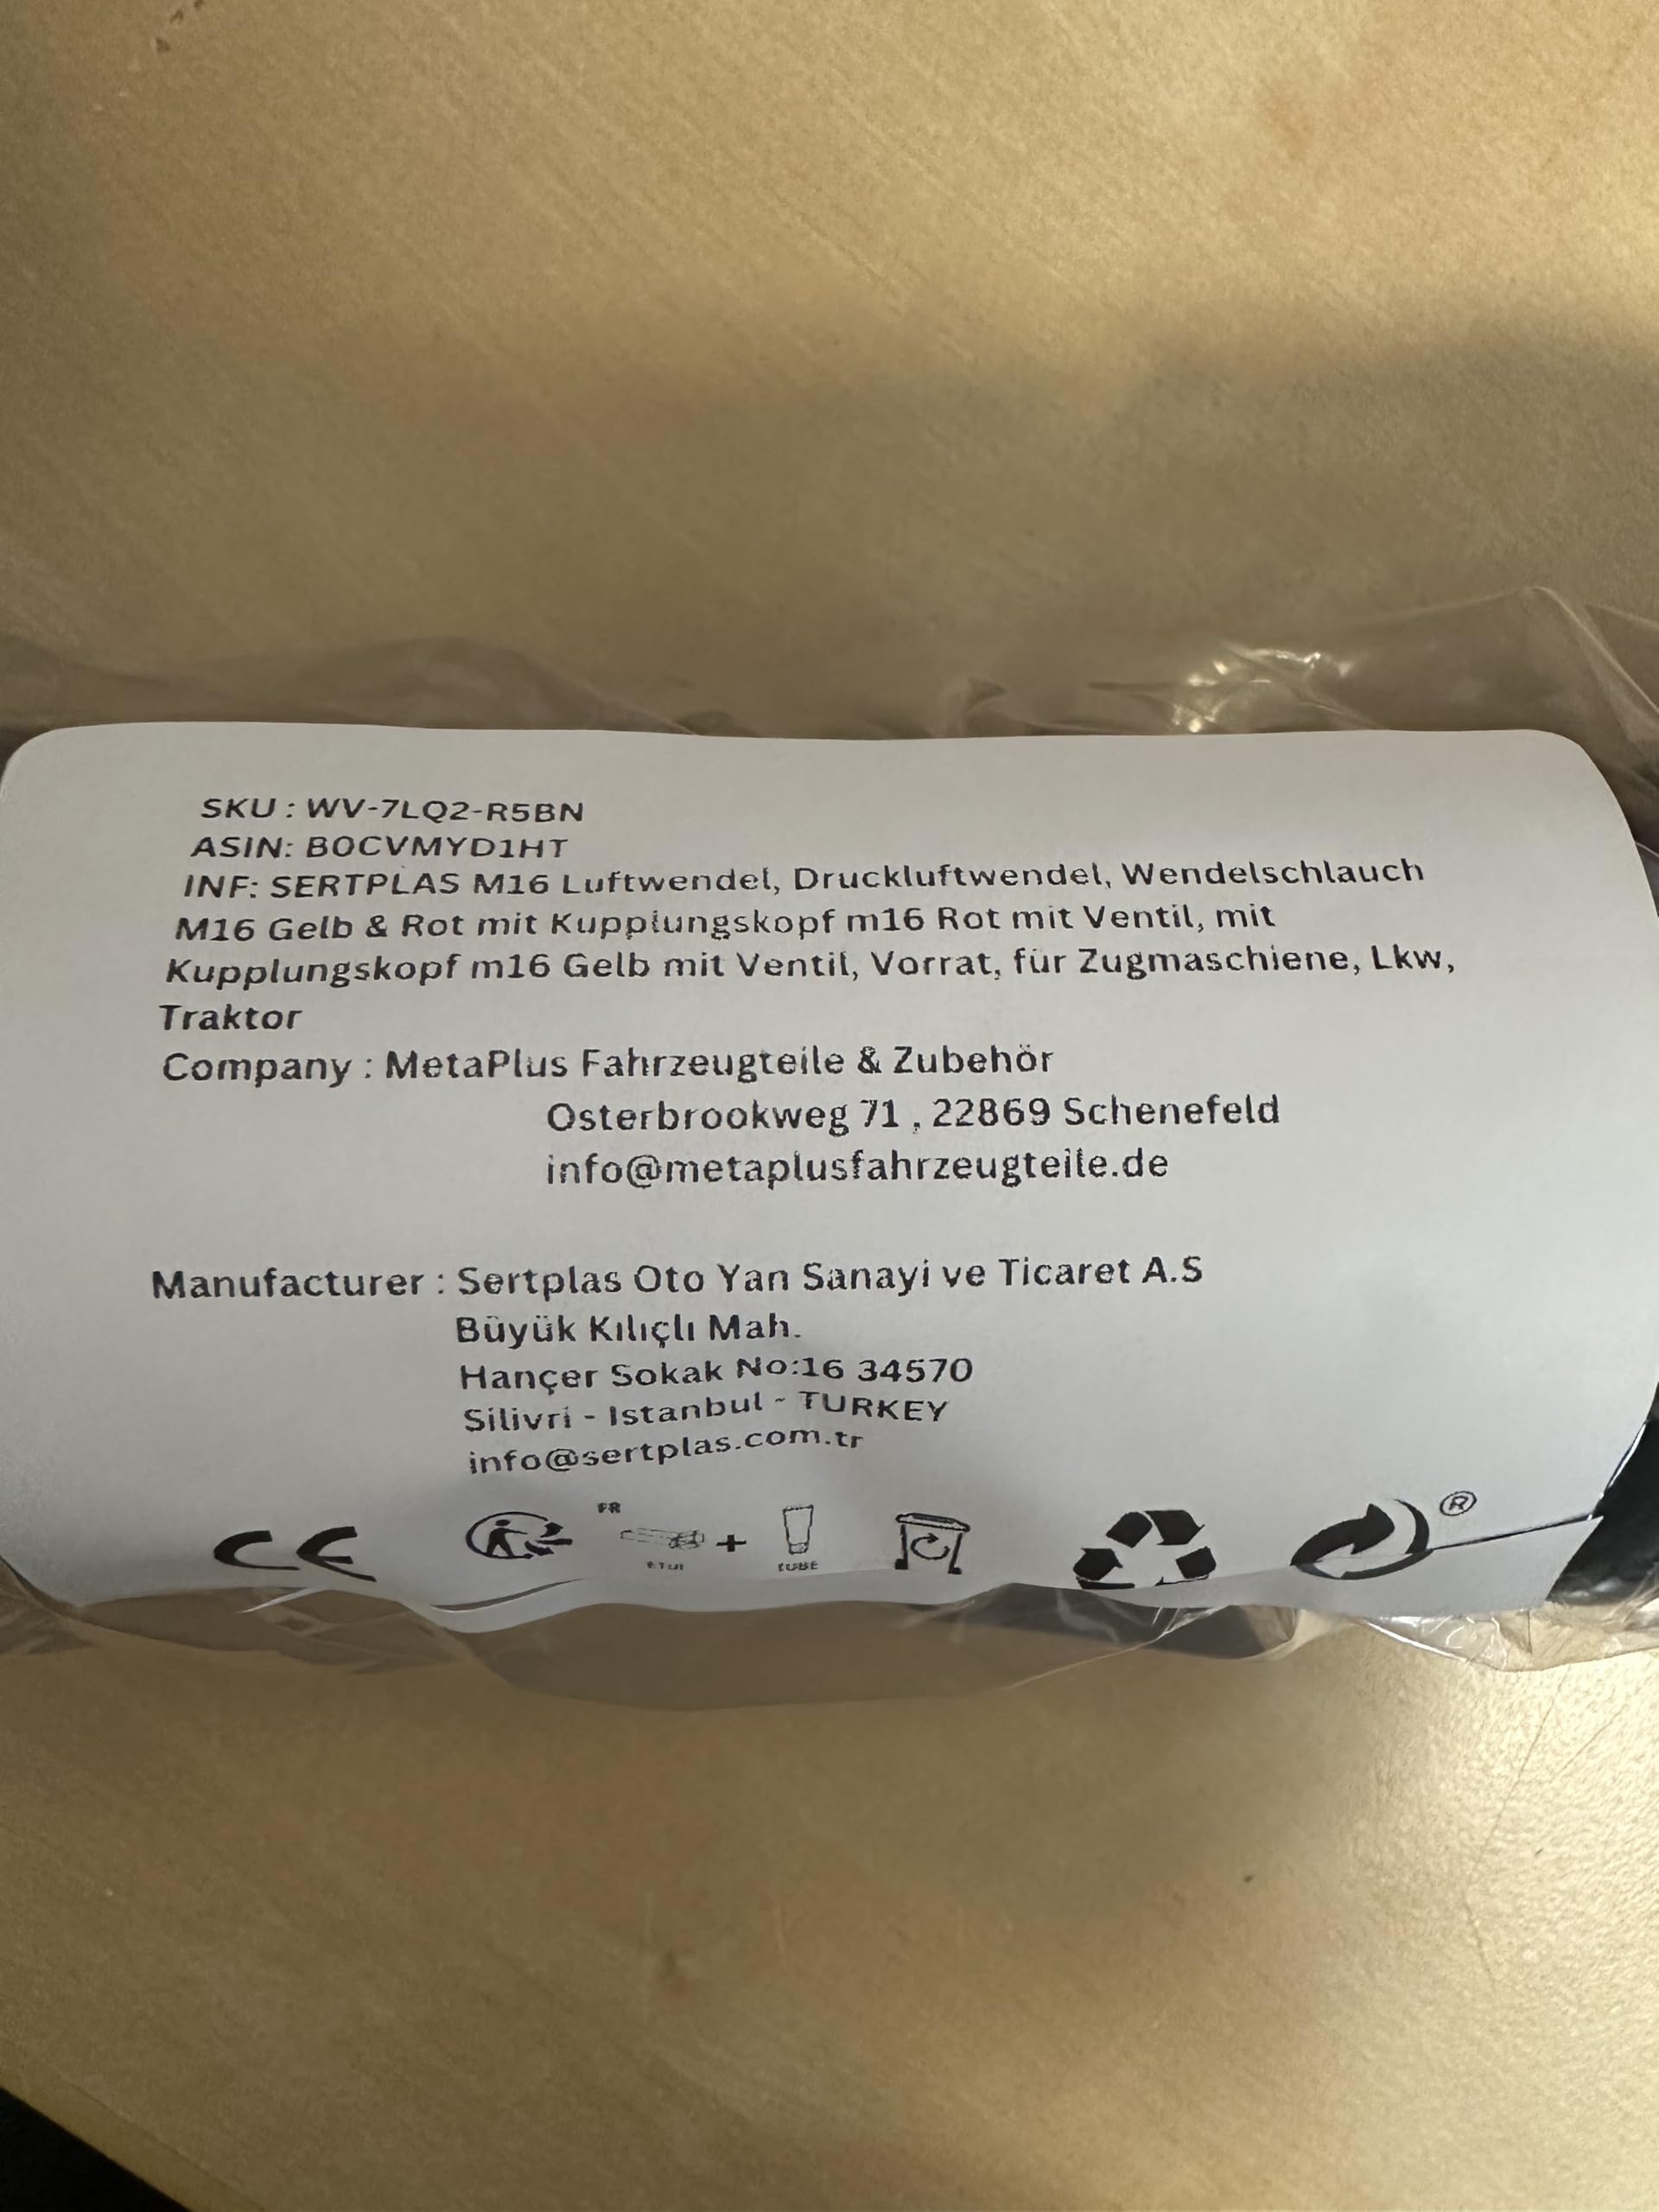 SKU : WV-7LQ2-R5BN
ASIN: B0CVMYD1HT
INF: SERTPLAS M16 Luftwendel, Druckluftwendel, Wendelschlauch
M16 Gelb & Rot mit Kupplungskopf m16 Rot mit Ventil, mit
Kupplungskopf m16 Gelb mit Ventil, Vorrat, für Zugmaschiene, Lkw,
Traktor
Company : MetaPlus Fahrzeugteile & Zubehör
Osterbrookweg 71 , 22869 Schenefeld
info@metaplusfahrzeugteile.de
Manufacturer : Sertplas Oto Yan Sanayi ve Ticaret A.S
Büyük Kılıçlı Mah.
Hançer Sokak No:16 34570
Silivri - Istanbul - TURKEY
info@sertplas.com.tr
CE FR + ®
ETUI TUBE